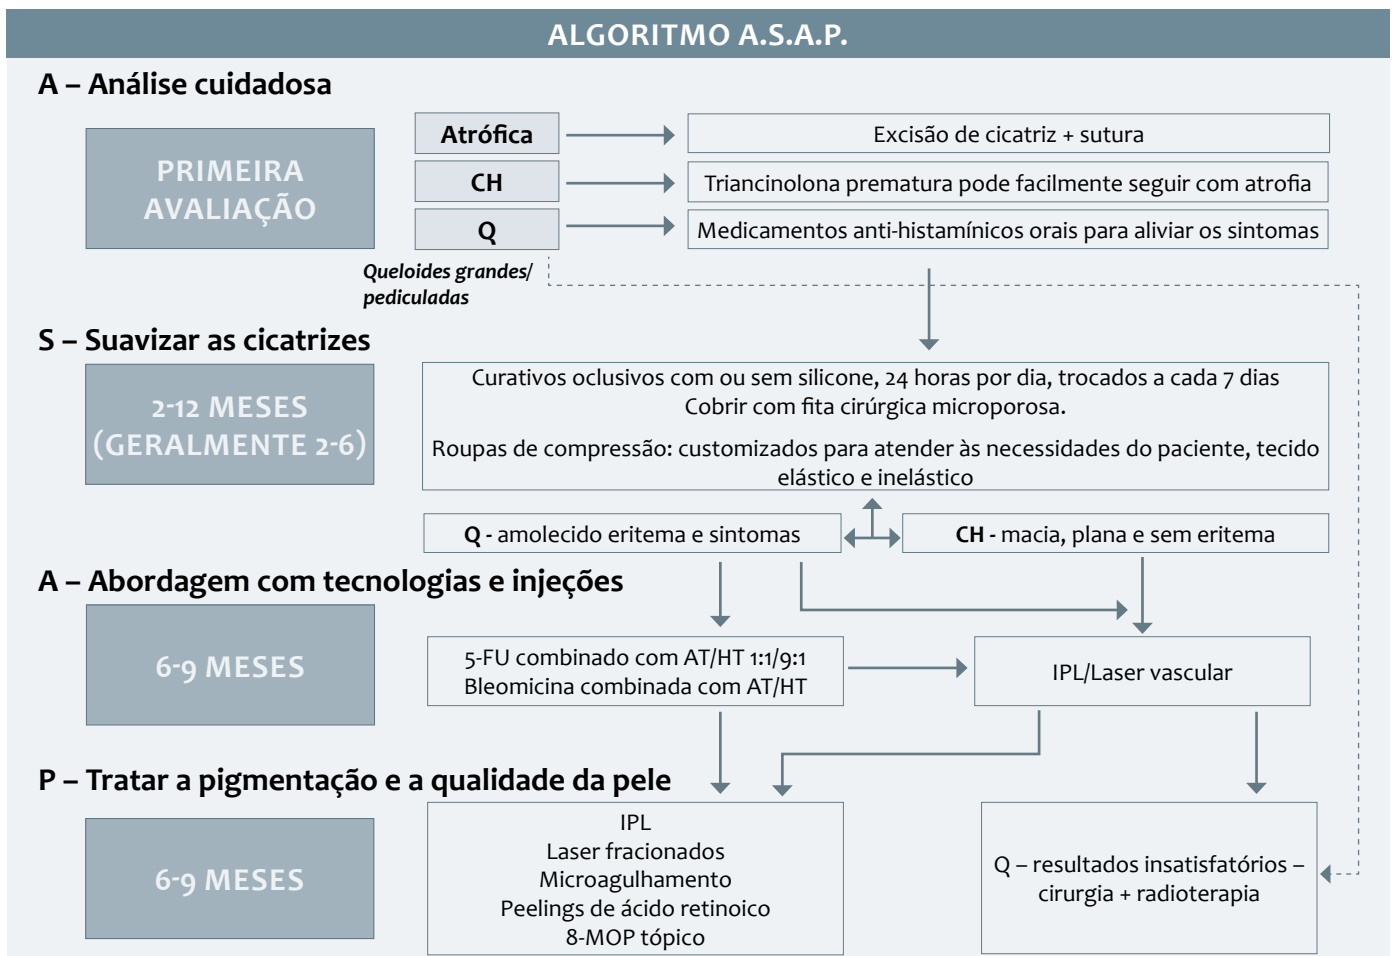 ALGORITMO A.S.A.P.
A – Análise cuidadosa
PRIMEIRA
AVALIAÇÃO
Atrófica
Excisão de cicatriz + sutura
CH
Triancinolona prematura pode facilmente seguir com atrofia
Q
Medicamentos anti-histamínicos orais para aliviar os sintomas
Queloides grandes/
pediculadas
S – Suavizar as cicatrizes
2-12 MESES
(GERALMENTE 2-6)
Curativos oclusivos com ou sem silicone, 24 horas por dia, trocados a cada 7 dias
Cobrir com fita cirúrgica microporosa.
Roupas de compressão: customizados para atender às necessidades do paciente, tecido
elástico e inelástico
Q - amolecido eritema e sintomas
CH - macia, plana e sem eritema
A – Abordagem com tecnologias e injeções
6-9 MESES
5-FU combinado com AT/HT 1:1/9:1
Bleomicina combinada com AT/HT
IPL/Laser vascular
P – Tratar a pigmentação e a qualidade da pele
6-9 MESES
IPL
Laser fracionados
Microagulhamento
Peelings de ácido retinoico
8-MOP tópico
Q – resultados insatisfatórios –
cirurgia + radioterapia